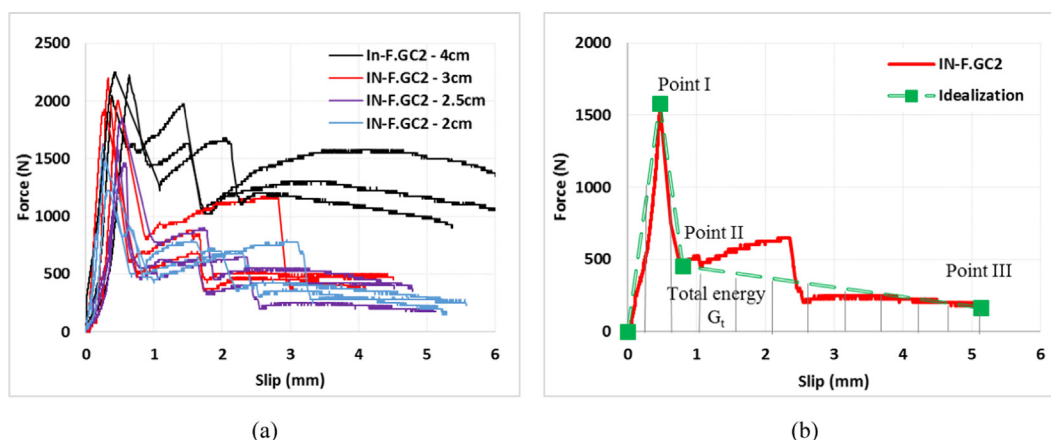 2500
2000
1500
1000
500
0
Force (N)
0 1 2 3 4 5 6
Slip (mm)
In-F.GC2 - 4cm
IN-F.GC2 - 3cm
IN-F.GC2 - 2.5cm
IN-F.GC2 - 2cm
(a)
2000
1500
1000
500
0
Force (N)
0 1 2 3 4 5 6
Slip (mm)
IN-F.GC2
Idealization
Point I
Point II
Point III
Total energy
Gt
(b)